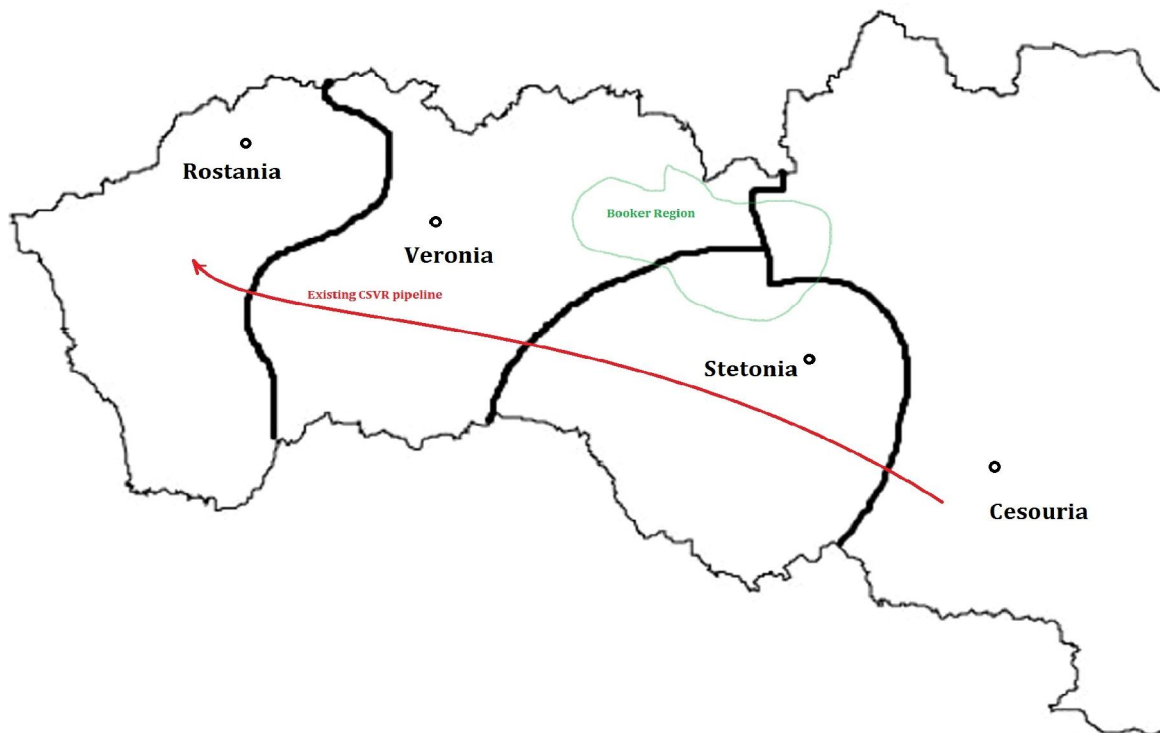 Rostania
Booker Region
Veronia
Existing CSVR pipeline
Stetonia
Cesouria